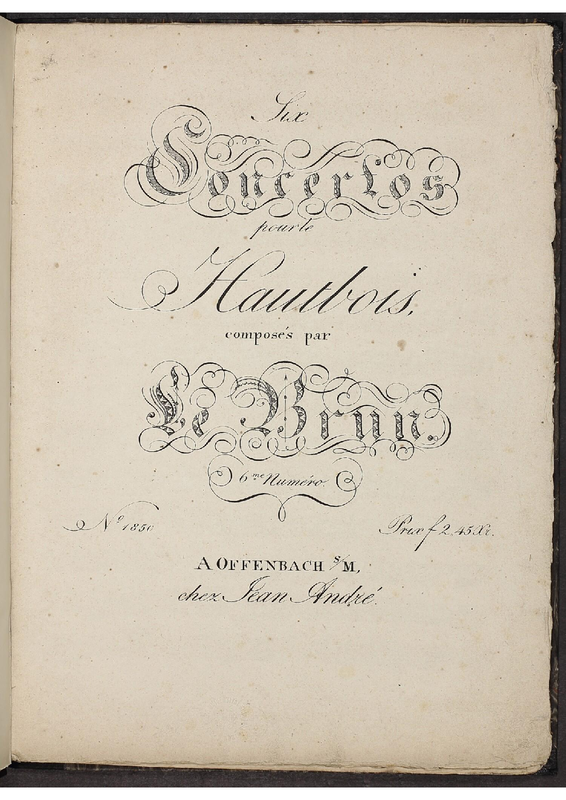 Six
Concertos
pour le
Hautbois,
composés par
Le Brun.
6me Numéro.
No 1850 Prix f 2.45 Xr.
A OFFENBACH s/M,
chez Jean André.